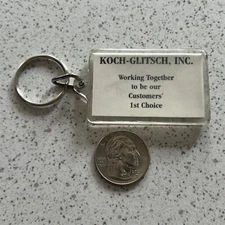 KOCH-GLITSCH, INC.
Working Together
to be our
Customers'
1st Choice